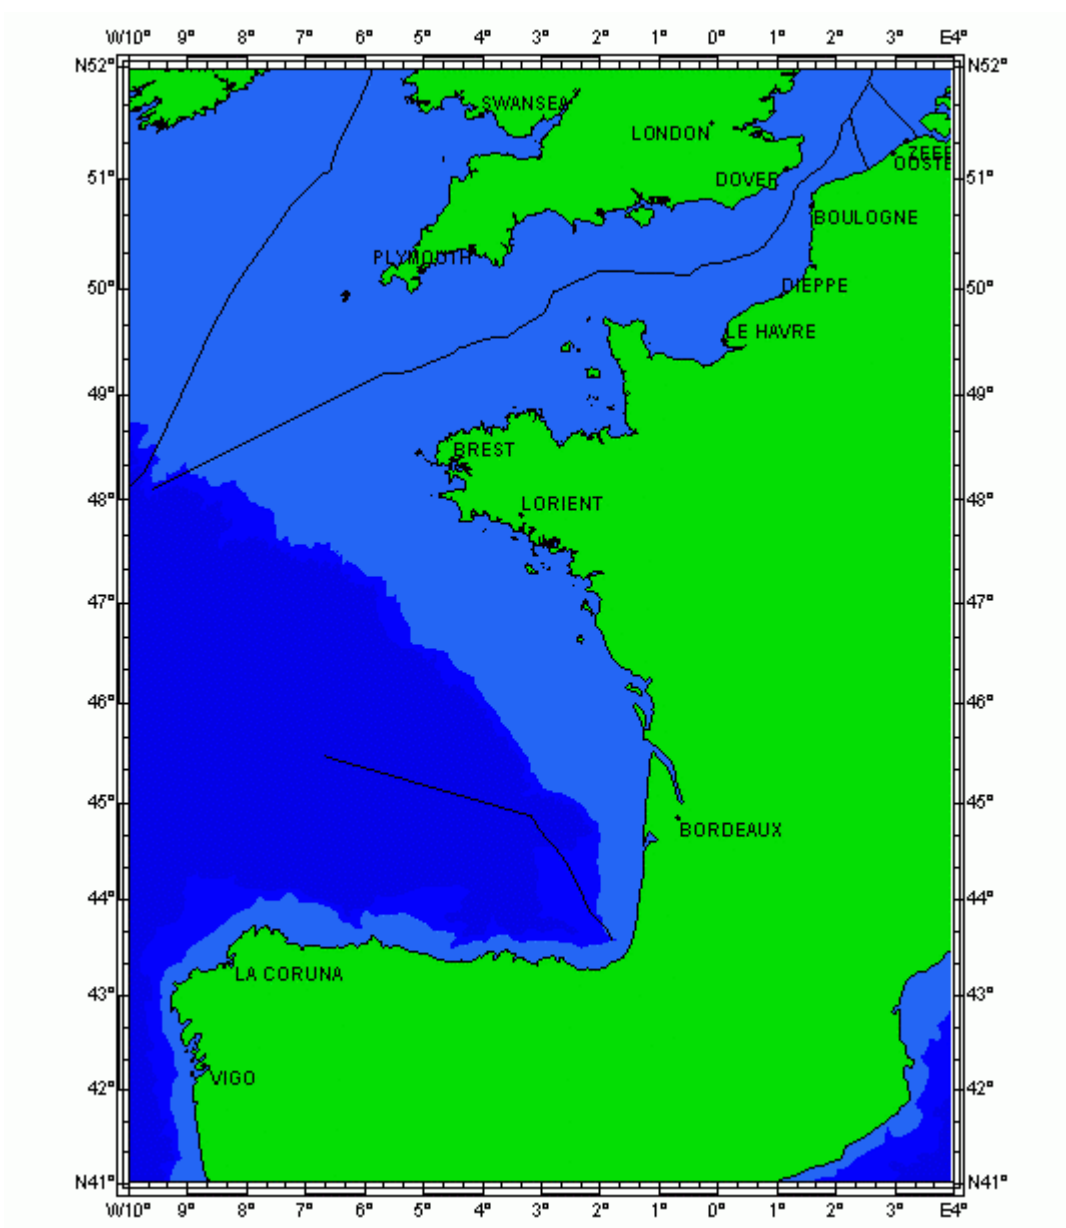 W10° 9° 8° 7° 6° 5° 4° 3° 2° 1° 0° 1° 2° 3° E4°
N52° N52°
SWANSEA
LONDON
ZEEB
OOSTE
51° DOVER 51°
BOULOGNE
PLYMOUTH
50° DIEPPE 50°
LE HAVRE
49° 49°
BREST
48° LORIENT 48°
47° 47°
46° 46°
45° 45°
BORDEAUX
44° 44°
LA CORUNA
43° 43°
VIGO
42° 42°
N41° N41°
W10° 9° 8° 7° 6° 5° 4° 3° 2° 1° 0° 1° 2° 3° E4°